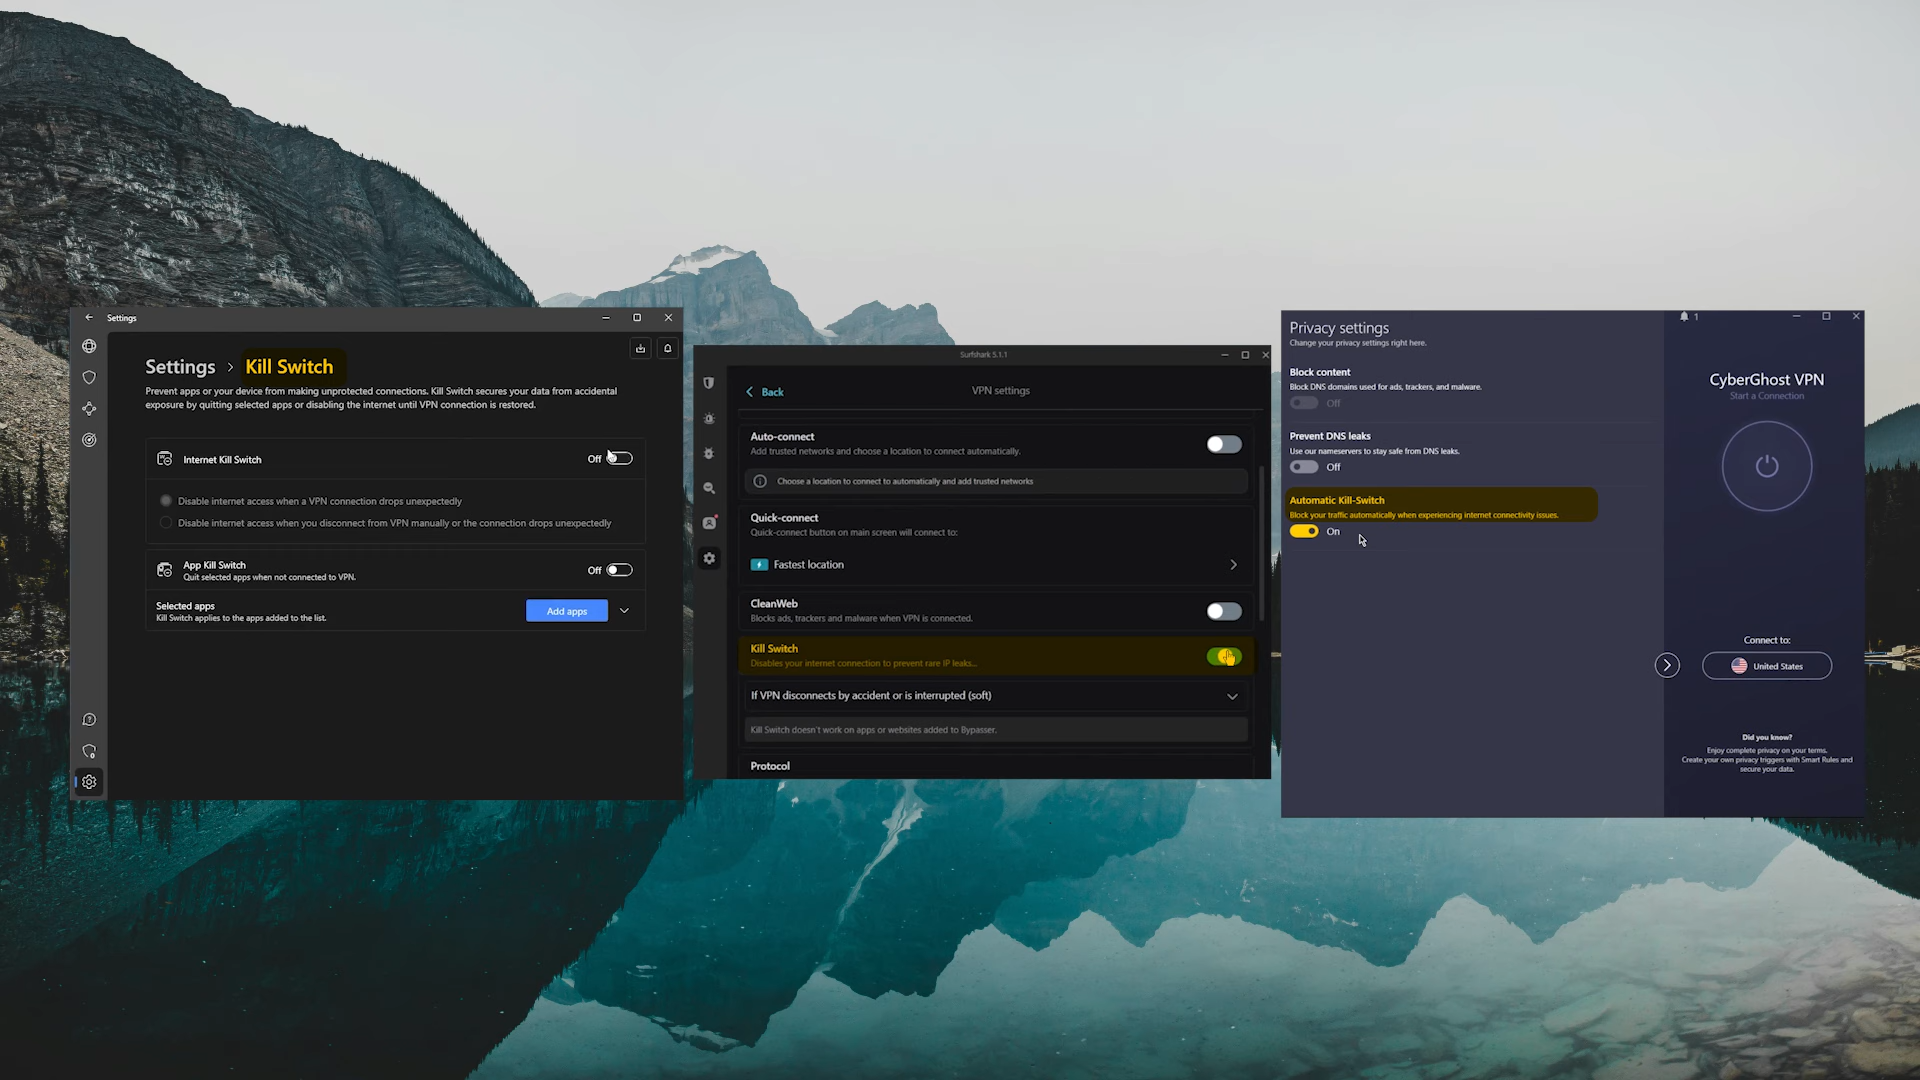 Settings
Settings > Kill Switch
Prevent apps or your device from making unprotected connections. Kill Switch secures your data from accidental
exposure by quitting selected apps or disabling the internet until VPN connection is restored.
Internet Kill Switch
Off
Disable internet access when a VPN connection drops unexpectedly
Disable internet access when you disconnect from VPN manually or the connection drops unexpectedly
App Kill Switch
Quit selected apps when not connected to VPN.
Off
Selected apps
Kill Switch applies to the apps added to the list.
Add apps
Surfshark 5.1.1
Back
VPN settings
Auto-connect
Add trusted networks and choose a location to connect automatically.
Choose a location to connect to automatically and add trusted networks
Quick-connect
Quick-connect button on main screen will connect to:
Fastest location
CleanWeb
Blocks ads, trackers and malware when VPN is connected.
Kill Switch
Disables your internet connection to prevent rare IP leaks...
If VPN disconnects by accident or is interrupted (soft)
Kill Switch doesn't work on apps or websites added to Bypasser.
Protocol
Privacy settings
Change your privacy settings right here.
Block content
Block DNS domains used for ads, trackers, and malware.
Off
Prevent DNS leaks
Use our nameservers to stay safe from DNS leaks.
Off
Automatic Kill-Switch
Block your traffic automatically when experiencing internet connectivity issues.
On
1
CyberGhost VPN
Start a Connection
Connect to:
United States
Did you know?
Enjoy complete privacy on your terms.
Create your own privacy triggers with Smart Rules and
secure your data.